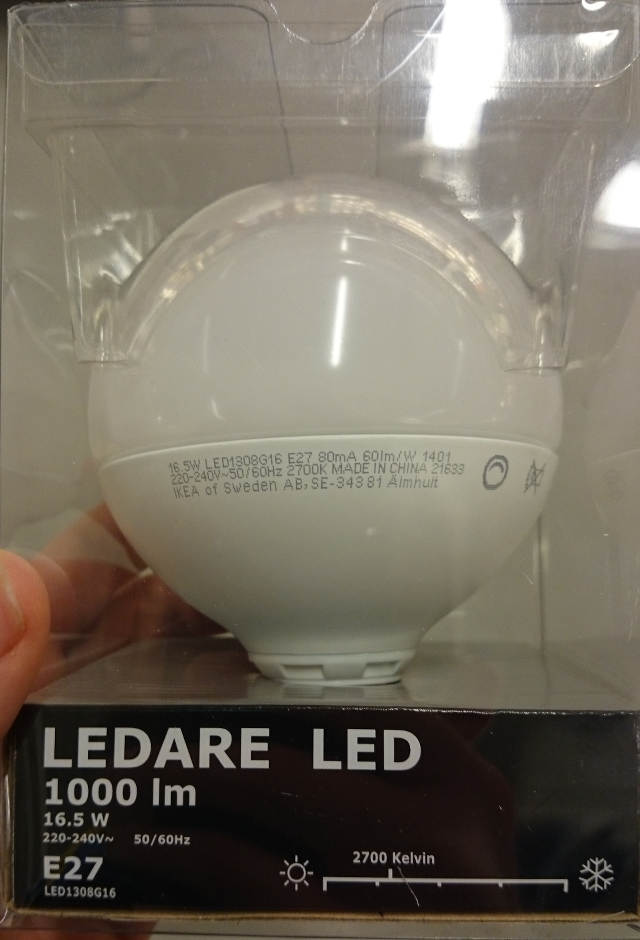 16.5W LED1308G16 E27 80mA 60lm/W 1401
220-240V~50/60Hz 2700K MADE IN CHINA 21633
IKEA of Sweden AB, SE-343 81 Älmhult
LEDARE LED
1000 lm
16.5 W
220-240V~ 50/60Hz
2700 Kelvin
E27
LED1308G16